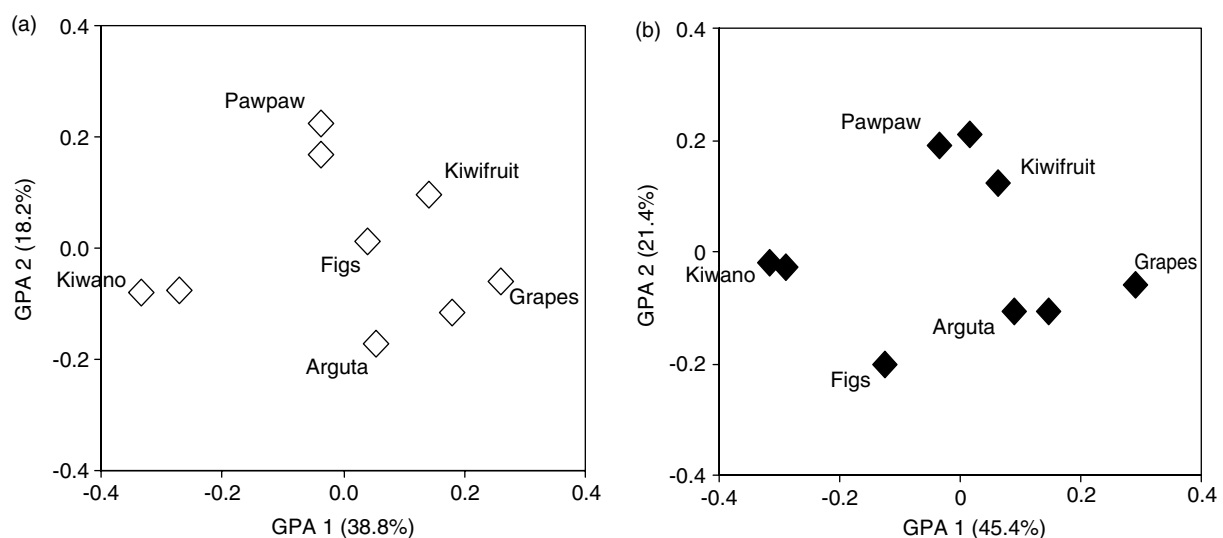 (a)
0.4
0.2
0.0
-0.2
-0.4
GPA 2 (18.2%)
Pawpaw
Kiwifruit
Figs
Kiwano
Grapes
Arguta
-0.4 -0.2 0.0 0.2 0.4
GPA 1 (38.8%)
(b)
0.4
0.2
0
-0.2
-0.4
GPA 2 (21.4%)
Pawpaw
Kiwifruit
Kiwano
Grapes
Arguta
Figs
-0.4 -0.2 0 0.2 0.4
GPA 1 (45.4%)